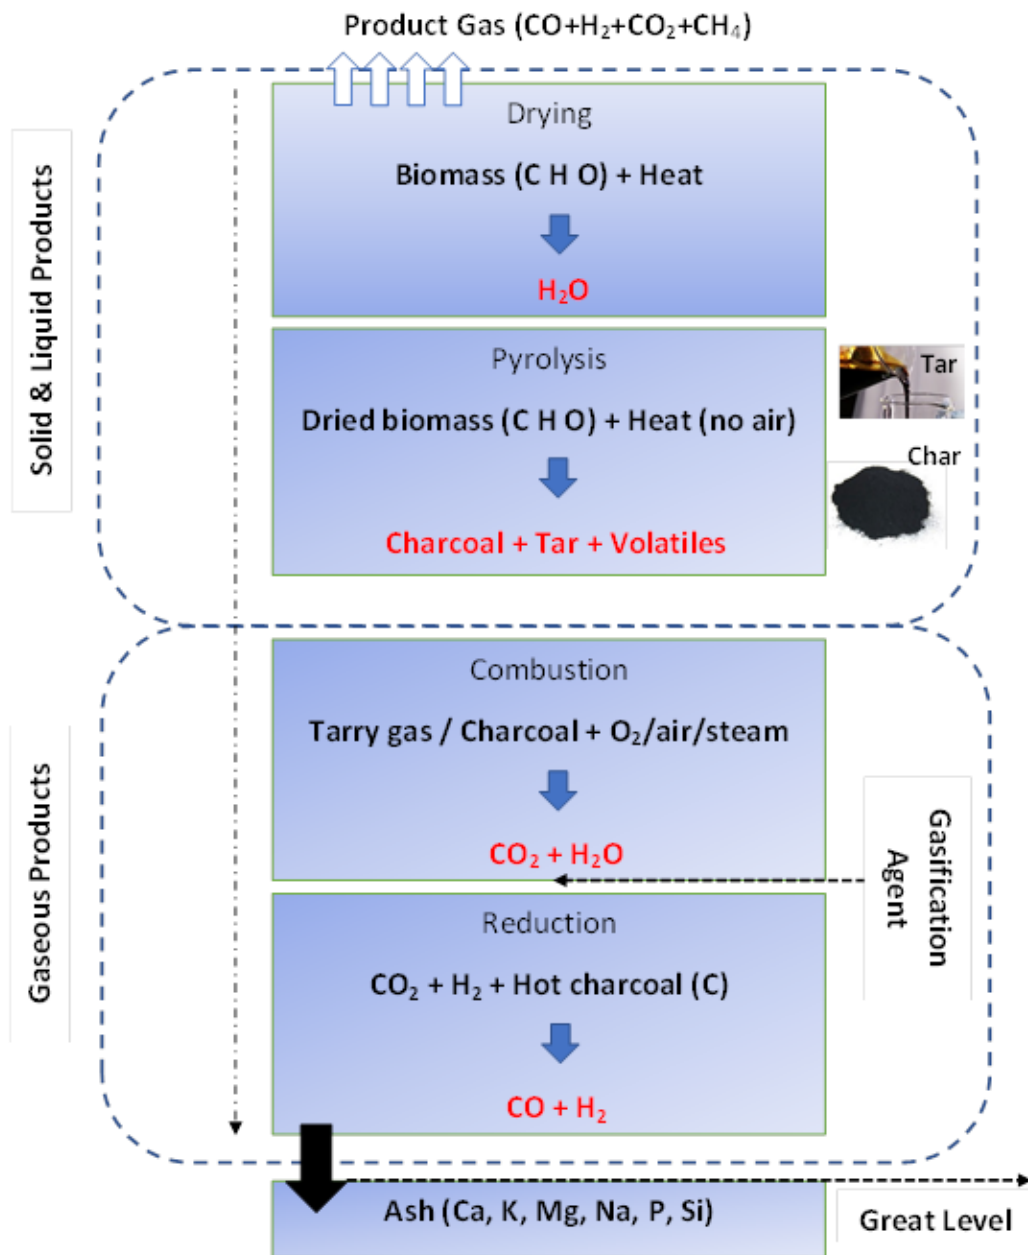 Product Gas (CO+H₂+CO₂+CH₄)
Solid & Liquid Products
Drying
Biomass (C H O) + Heat
H₂O
Pyrolysis
Dried biomass (C H O) + Heat (no air)
Charcoal + Tar + Volatiles
Tar
Char
Gaseous Products
Combustion
Tarry gas / Charcoal + O₂/air/steam
CO₂ + H₂O
Gasification
Agent
Reduction
CO₂ + H₂ + Hot charcoal (C)
CO + H₂
Ash (Ca, K, Mg, Na, P, Si)
Great Level